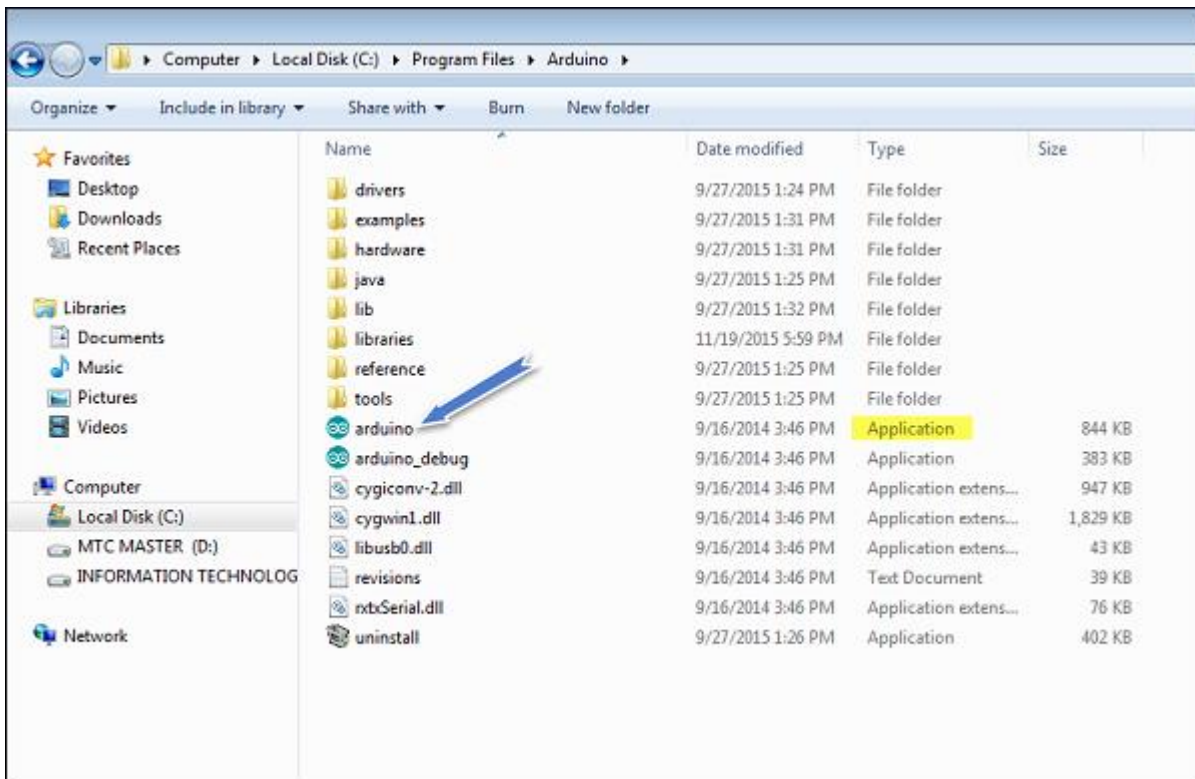 Computer Local Disk (C:) Program Files Arduino
Organize Include in library Share with Burn New folder
Favorites
Desktop
Downloads
Recent Places
Libraries
Documents
Music
Pictures
Videos
Computer
Local Disk (C:)
MTC MASTER (D:)
INFORMATION TECHNOLOG
Network
Name Date modified Type Size
drivers 9/27/2015 1:24 PM File folder
examples 9/27/2015 1:31 PM File folder
hardware 9/27/2015 1:31 PM File folder
java 9/27/2015 1:25 PM File folder
lib 9/27/2015 1:32 PM File folder
libraries 11/19/2015 5:59 PM File folder
reference 9/27/2015 1:25 PM File folder
tools 9/27/2015 1:25 PM File folder
arduino 9/16/2014 3:46 PM Application 844 KB
arduino_debug 9/16/2014 3:46 PM Application 383 KB
cygiconv-2.dll 9/16/2014 3:46 PM Application extens... 947 KB
cygwin1.dll 9/16/2014 3:46 PM Application extens... 1,829 KB
libusb0.dll 9/16/2014 3:46 PM Application extens... 43 KB
revisions 9/16/2014 3:46 PM Text Document 39 KB
rxtxSerial.dll 9/16/2014 3:46 PM Application extens... 76 KB
uninstall 9/27/2015 1:26 PM Application 402 KB